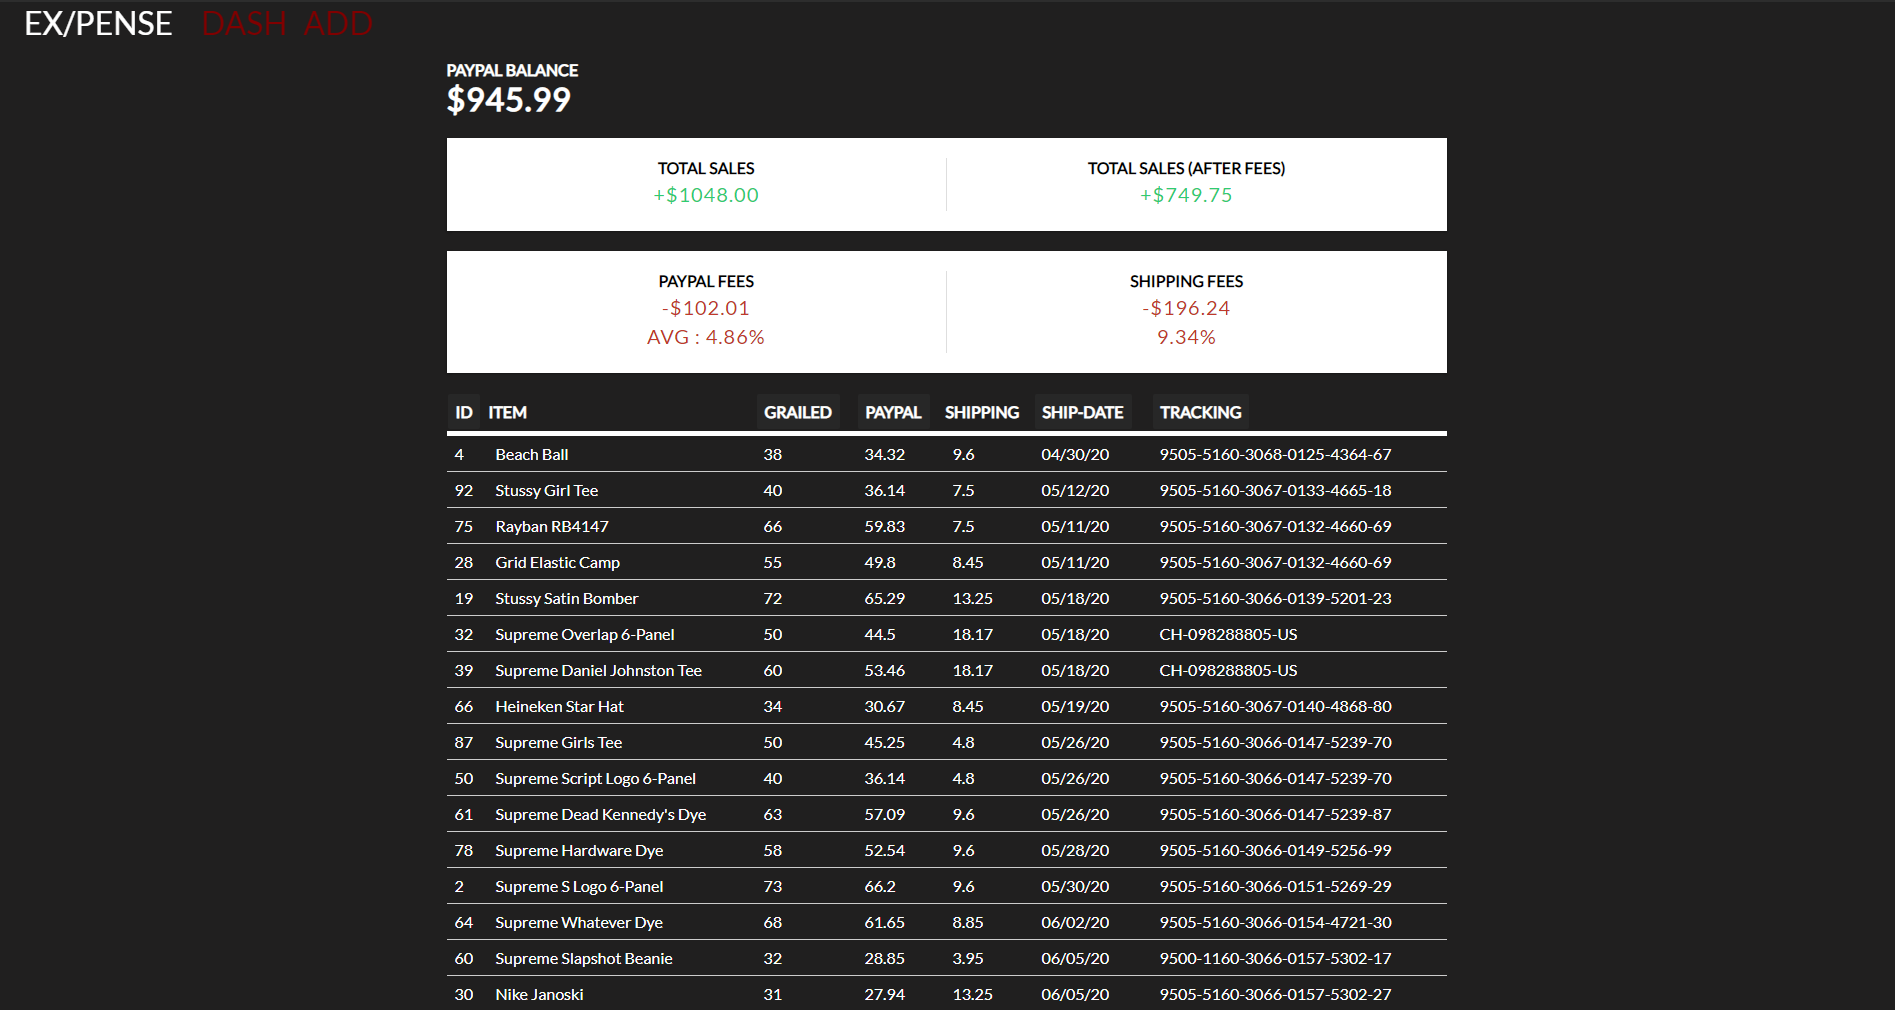 EX/PENSE DASH ADD
PAYPAL BALANCE
$945.99
TOTAL SALES TOTAL SALES (AFTER FEES)
+$1048.00 +$749.75
PAYPAL FEES SHIPPING FEES
-$102.01 -$196.24
AVG : 4.86% 9.34%
ID ITEM GRAILED PAYPAL SHIPPING SHIP-DATE TRACKING
4 Beach Ball 38 34.32 9.6 04/30/20 9505-5160-3068-0125-4364-67
92 Stussy Girl Tee 40 36.14 7.5 05/12/20 9505-5160-3067-0133-4665-18
75 Rayban RB4147 66 59.83 7.5 05/11/20 9505-5160-3067-0132-4660-69
28 Grid Elastic Camp 55 49.8 8.45 05/11/20 9505-5160-3067-0132-4660-69
19 Stussy Satin Bomber 72 65.29 13.25 05/18/20 9505-5160-3066-0139-5201-23
32 Supreme Overlap 6-Panel 50 44.5 18.17 05/18/20 CH-098288805-US
39 Supreme Daniel Johnston Tee 60 53.46 18.17 05/18/20 CH-098288805-US
66 Heineken Star Hat 34 30.67 8.45 05/19/20 9505-5160-3067-0140-4868-80
87 Supreme Girls Tee 50 45.25 4.8 05/26/20 9505-5160-3066-0147-5239-70
50 Supreme Script Logo 6-Panel 40 36.14 4.8 05/26/20 9505-5160-3066-0147-5239-70
61 Supreme Dead Kennedy's Dye 63 57.09 9.6 05/26/20 9505-5160-3066-0147-5239-87
78 Supreme Hardware Dye 58 52.54 9.6 05/28/20 9505-5160-3066-0149-5256-99
2 Supreme S Logo 6-Panel 73 66.2 9.6 05/30/20 9505-5160-3066-0151-5269-29
64 Supreme Whatever Dye 68 61.65 8.85 06/02/20 9505-5160-3066-0154-4721-30
60 Supreme Slapshot Beanie 32 28.85 3.95 06/05/20 9500-1160-3066-0157-5302-17
30 Nike Janoski 31 27.94 13.25 06/05/20 9505-5160-3066-0157-5302-27